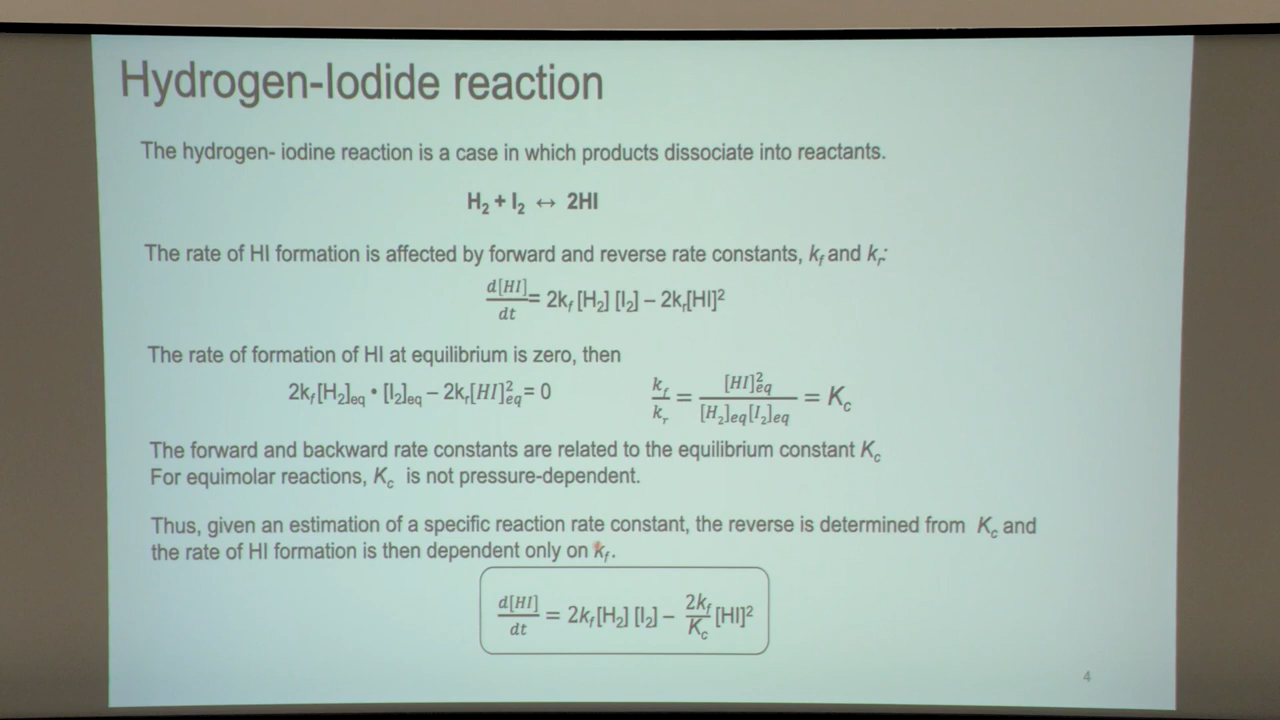 Hydrogen-Iodide reaction
The hydrogen- iodine reaction is a case in which products dissociate into reactants.
H₂ + I₂ ↔ 2HI
The rate of HI formation is affected by forward and reverse rate constants, k_f and k_r:
d[HI]/dt = 2k_f [H₂] [I₂] – 2k_r[HI]²
The rate of formation of HI at equilibrium is zero, then
2k_f[H₂]_eq • [I₂]_eq – 2k_r[HI]²_eq = 0    k_f/k_r = [HI]²_eq/[H₂]_eq[I₂]_eq = K_c
The forward and backward rate constants are related to the equilibrium constant K_c
For equimolar reactions, K_c is not pressure-dependent.
Thus, given an estimation of a specific reaction rate constant, the reverse is determined from K_c and
the rate of HI formation is then dependent only on k_f.
d[HI]/dt = 2k_f[H₂] [I₂] – 2k_f/K_c [HI]²
4